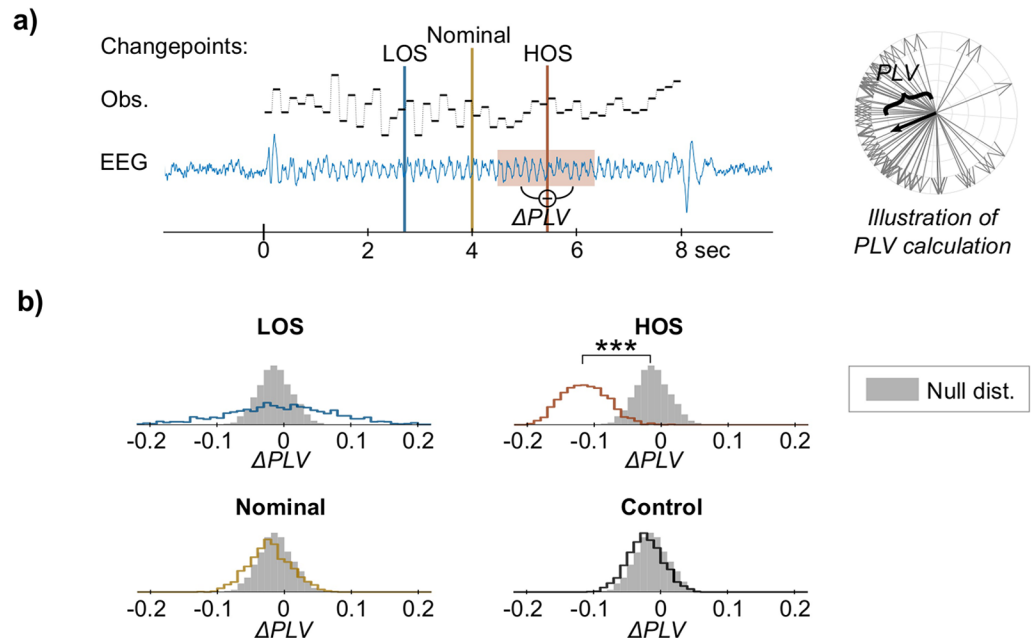 a)
Changepoints:
Nominal
LOS
HOS
Obs.
EEG
ΔPLV
0 2 4 6 8 sec
PLV
Illustration of
PLV calculation
b)
LOS
-0.2 -0.1 0 0.1 0.2
ΔPLV
HOS
***
-0.2 -0.1 0 0.1 0.2
ΔPLV
Null dist.
Nominal
-0.2 -0.1 0 0.1 0.2
ΔPLV
Control
-0.2 -0.1 0 0.1 0.2
ΔPLV